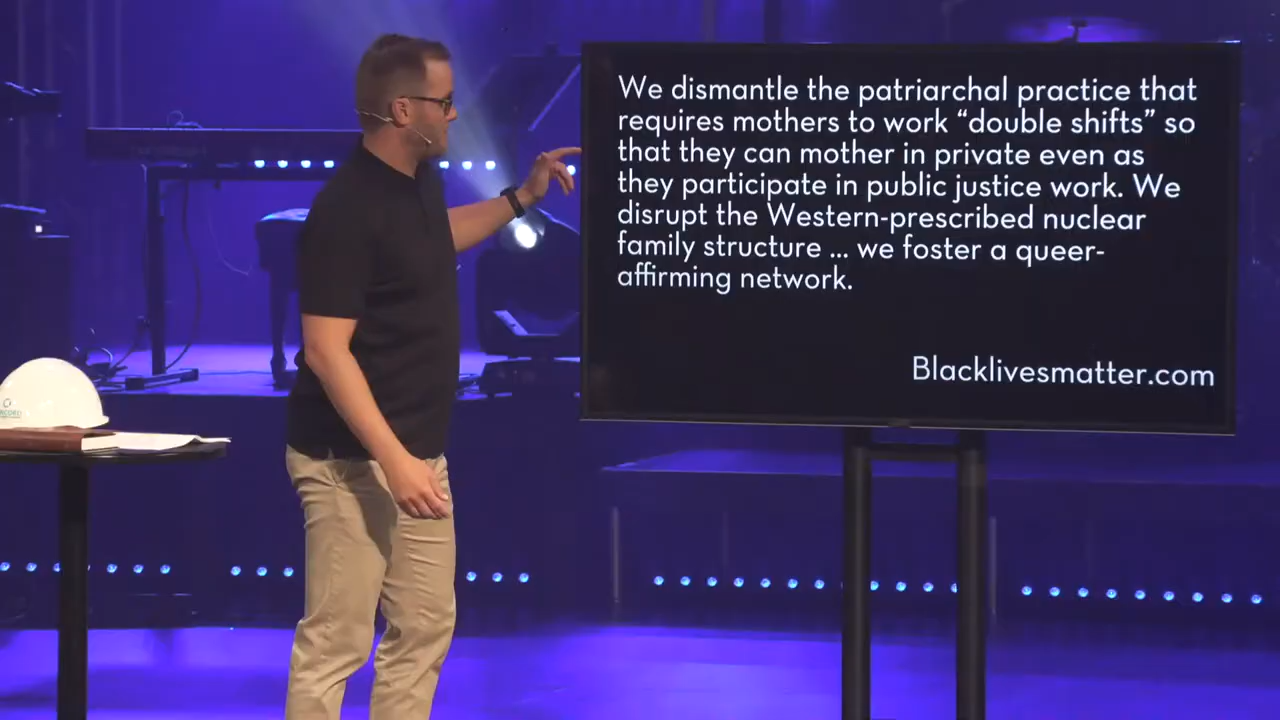 We dismantle the patriarchal practice that
requires mothers to work “double shifts” so
that they can mother in private even as
they participate in public justice work. We
disrupt the Western-prescribed nuclear
family structure ... we foster a queer-
affirming network.
Blacklivesmatter.com